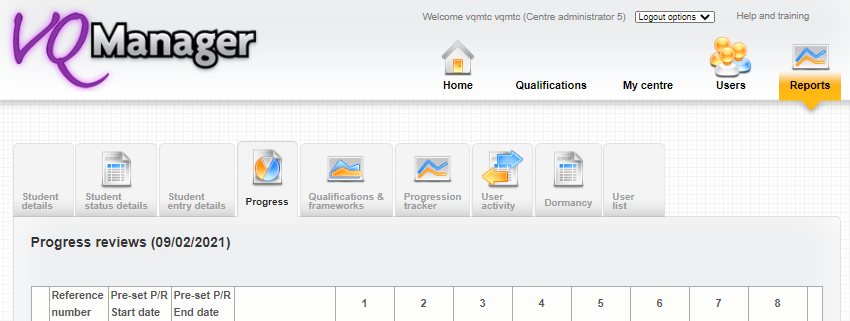 VQManager
Welcome vqmtc vqmtc (Centre administrator 5) Logout options Help and training
Home Qualifications My centre Users Reports
Student details
Student status details
Student entry details
Progress
Qualifications & frameworks
Progression tracker
User activity
Dormancy
User list
Progress reviews (09/02/2021)
Reference number
Pre-set P/R Start date
Pre-set P/R End date
1 2 3 4 5 6 7 8